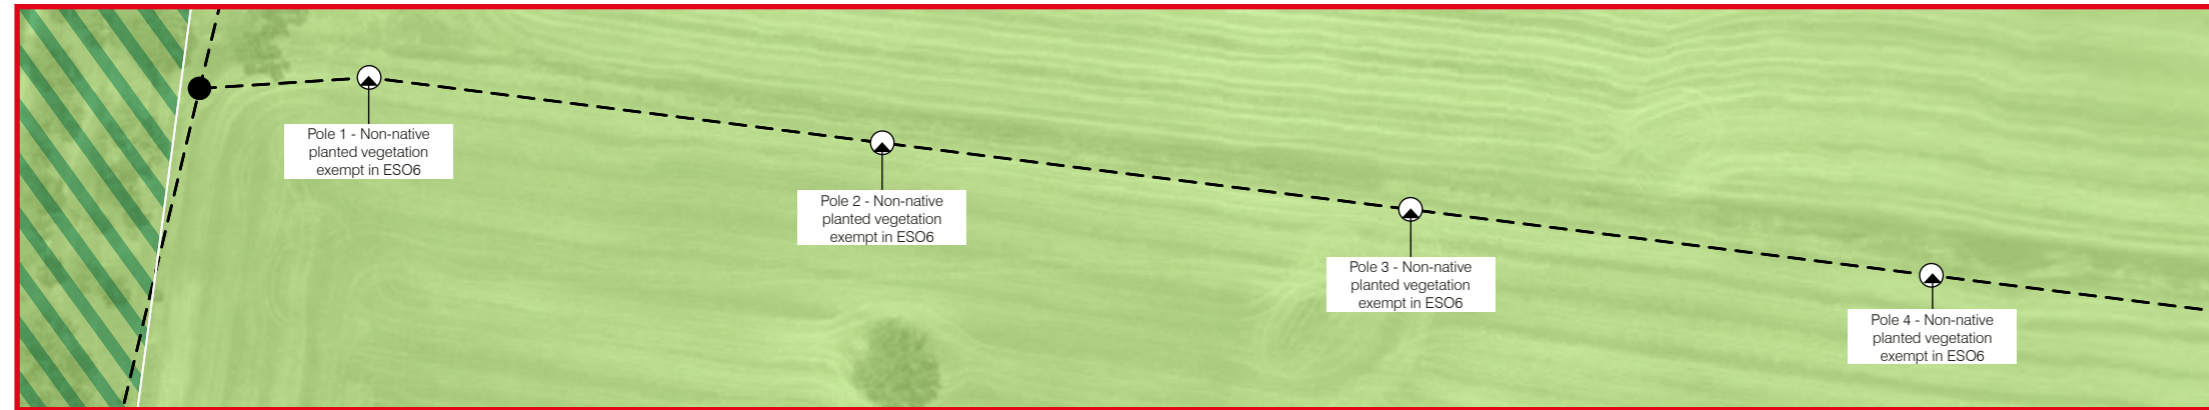 Pole 1 - Non-native
planted vegetation
exempt in ESO6
Pole 2 - Non-native
planted vegetation
exempt in ESO6
Pole 3 - Non-native
planted vegetation
exempt in ESO6
Pole 4 - Non-native
planted vegetation
exempt in ESO6